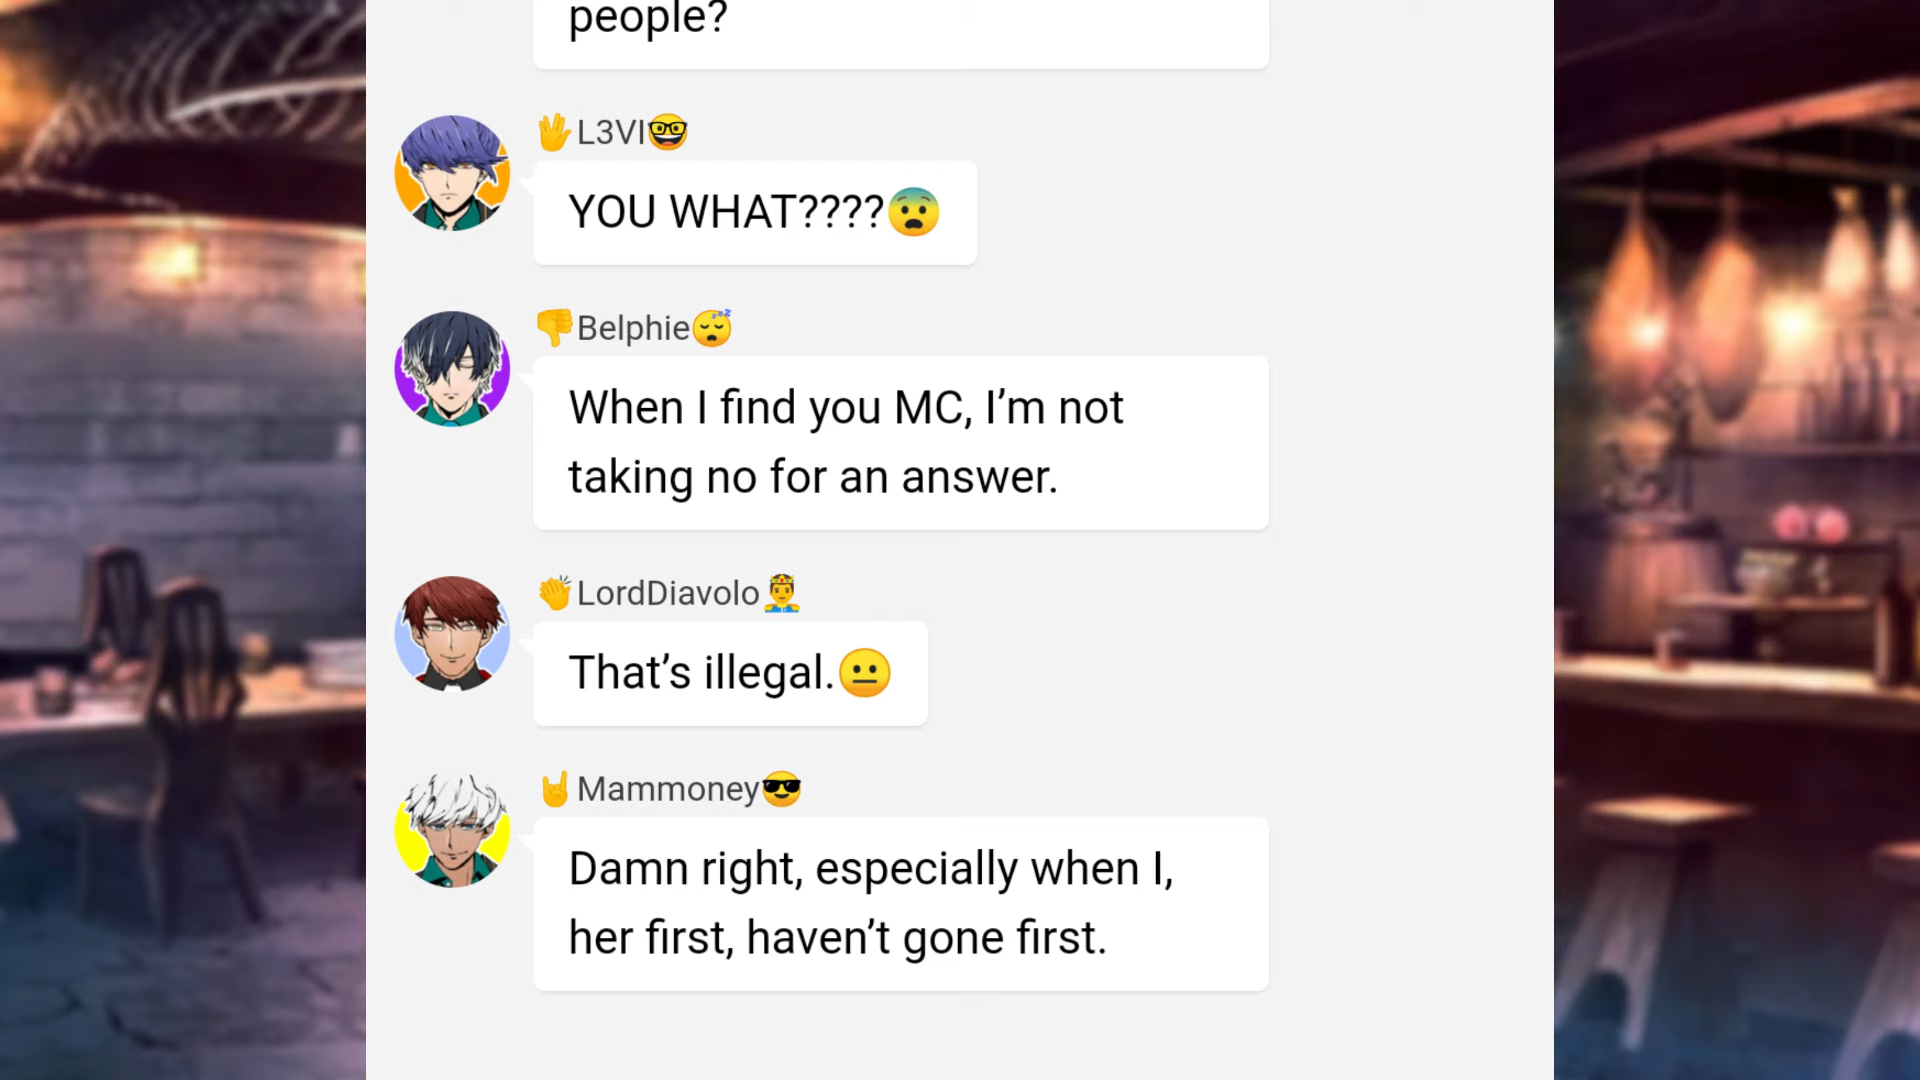 people?
🖖L3VI🤓
YOU WHAT????😨
👎Belphie😴
When I find you MC, I’m not
taking no for an answer.
👏LordDiavolo🤴
That’s illegal.😐
🤘Mammoney😎
Damn right, especially when I,
her first, haven’t gone first.